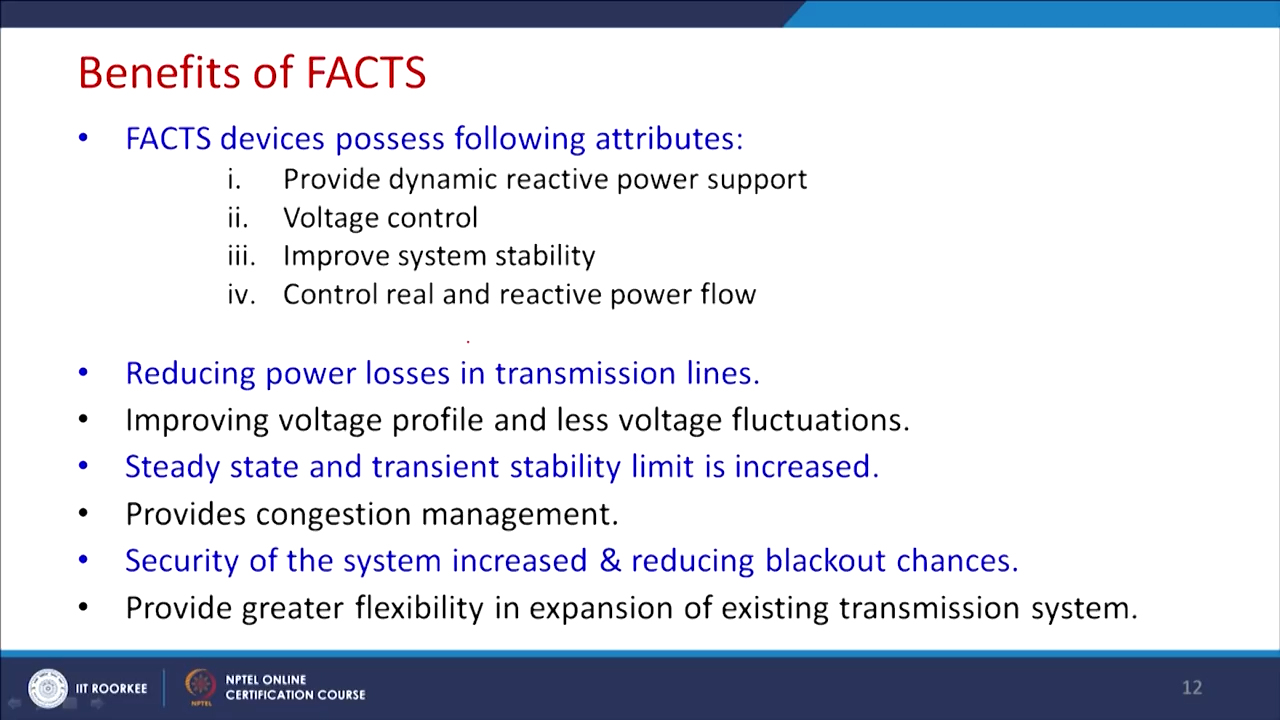 Benefits of FACTS
• FACTS devices possess following attributes:
i. Provide dynamic reactive power support
ii. Voltage control
iii. Improve system stability
iv. Control real and reactive power flow
• Reducing power losses in transmission lines.
• Improving voltage profile and less voltage fluctuations.
• Steady state and transient stability limit is increased.
• Provides congestion management.
• Security of the system increased & reducing blackout chances.
• Provide greater flexibility in expansion of existing transmission system.
IIT ROORKEE
NPTEL
NPTEL ONLINE
CERTIFICATION COURSE
12